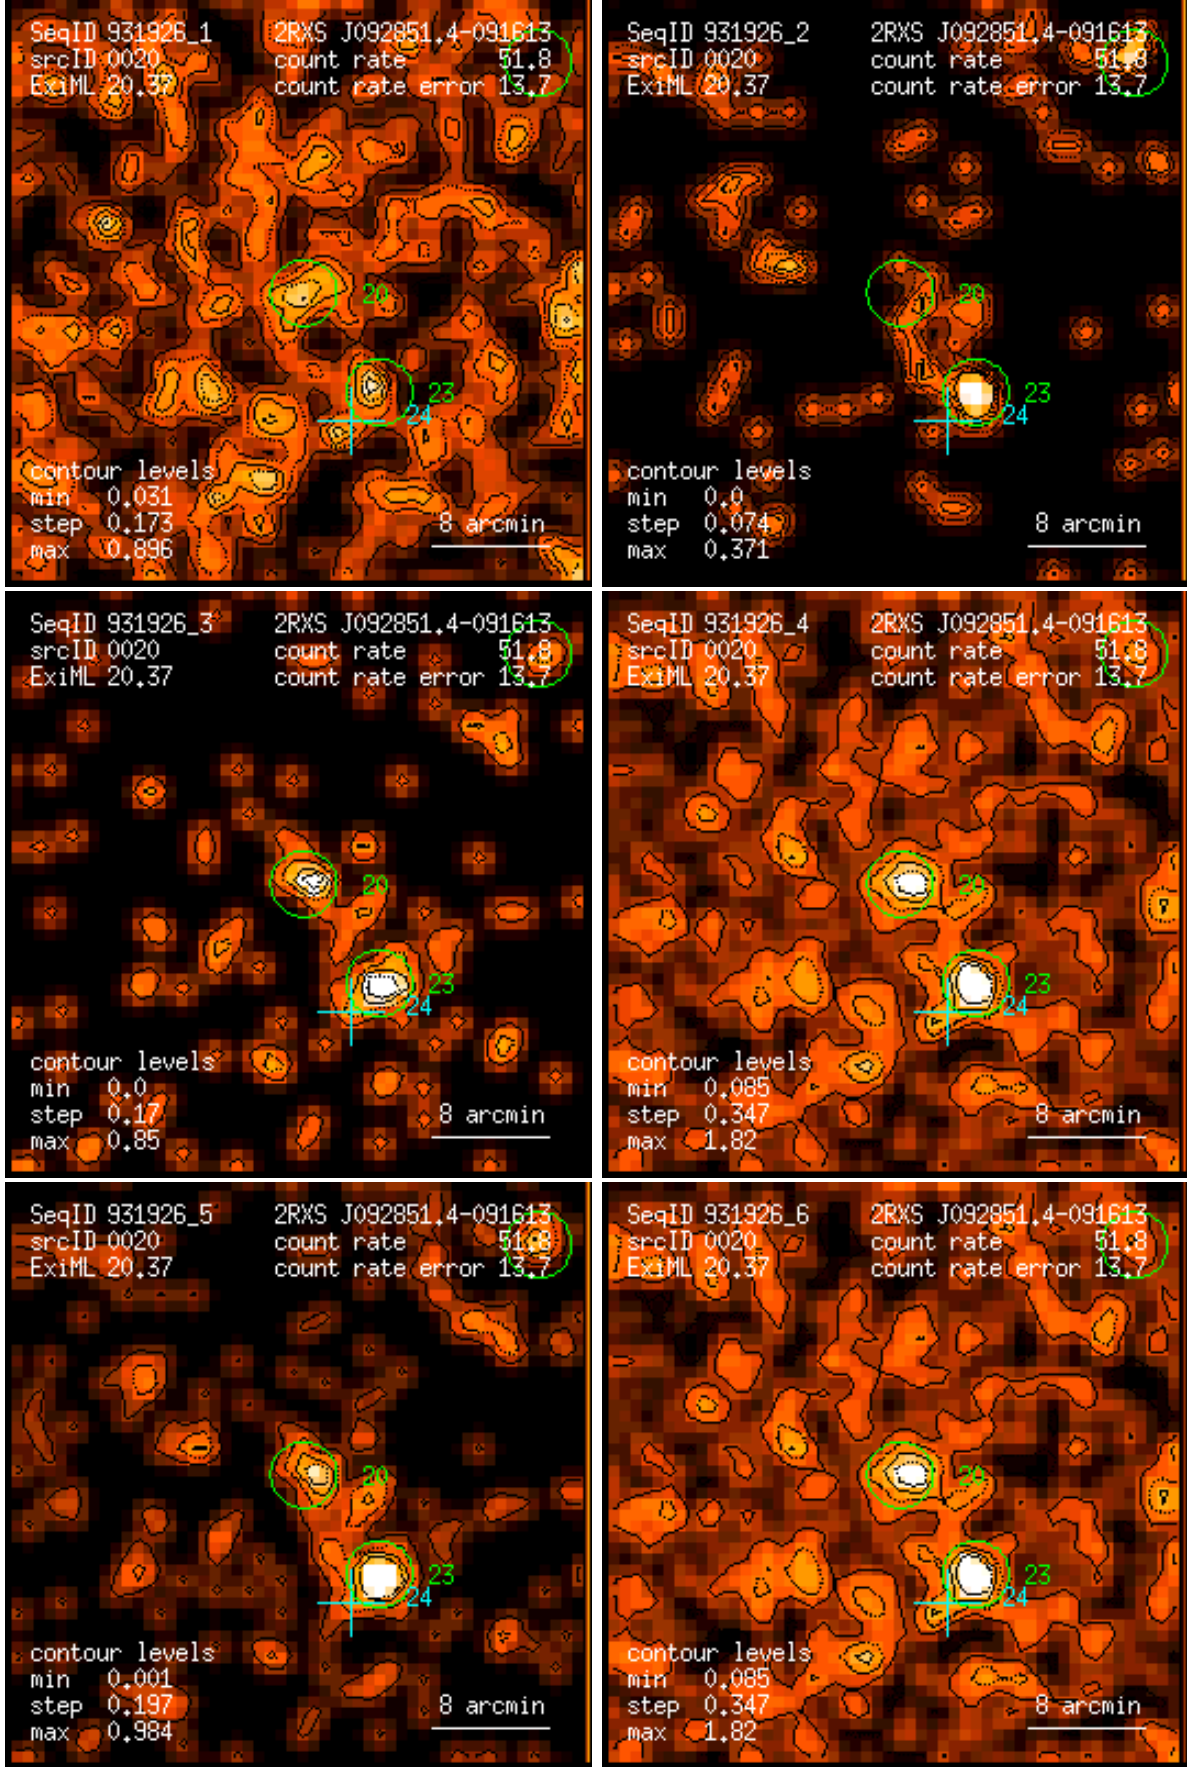 SeqID 931926_1 2RXS J092851.4-091613
srcID 0020 count rate 51.8
ExiML 20.37 count rate error 13.7
20
23
24
contour levels
min 0.031
step 0.173 8 arcmin
max 0.896
SeqID 931926_2 2RXS J092851.4-091613
srcID 0020 count rate 51.8
ExiML 20.37 count rate error 13.7
20
23
24
contour levels
min 0.0
step 0.074 8 arcmin
max 0.371
SeqID 931926_3 2RXS J092851.4-091613
srcID 0020 count rate 51.8
ExiML 20.37 count rate error 13.7
20
23
24
contour levels
min 0.0
step 0.17 8 arcmin
max 0.85
SeqID 931926_4 2RXS J092851.4-091613
srcID 0020 count rate 51.8
ExiML 20.37 count rate error 13.7
20
23
24
contour levels
min 0.085
step 0.347 8 arcmin
max 1.82
SeqID 931926_5 2RXS J092851.4-091613
srcID 0020 count rate 51.8
ExiML 20.37 count rate error 13.7
20
23
24
contour levels
min 0.001
step 0.197 8 arcmin
max 0.984
SeqID 931926_6 2RXS J092851.4-091613
srcID 0020 count rate 51.8
ExiML 20.37 count rate error 13.7
20
23
24
contour levels
min 0.085
step 0.347 8 arcmin
max 1.82